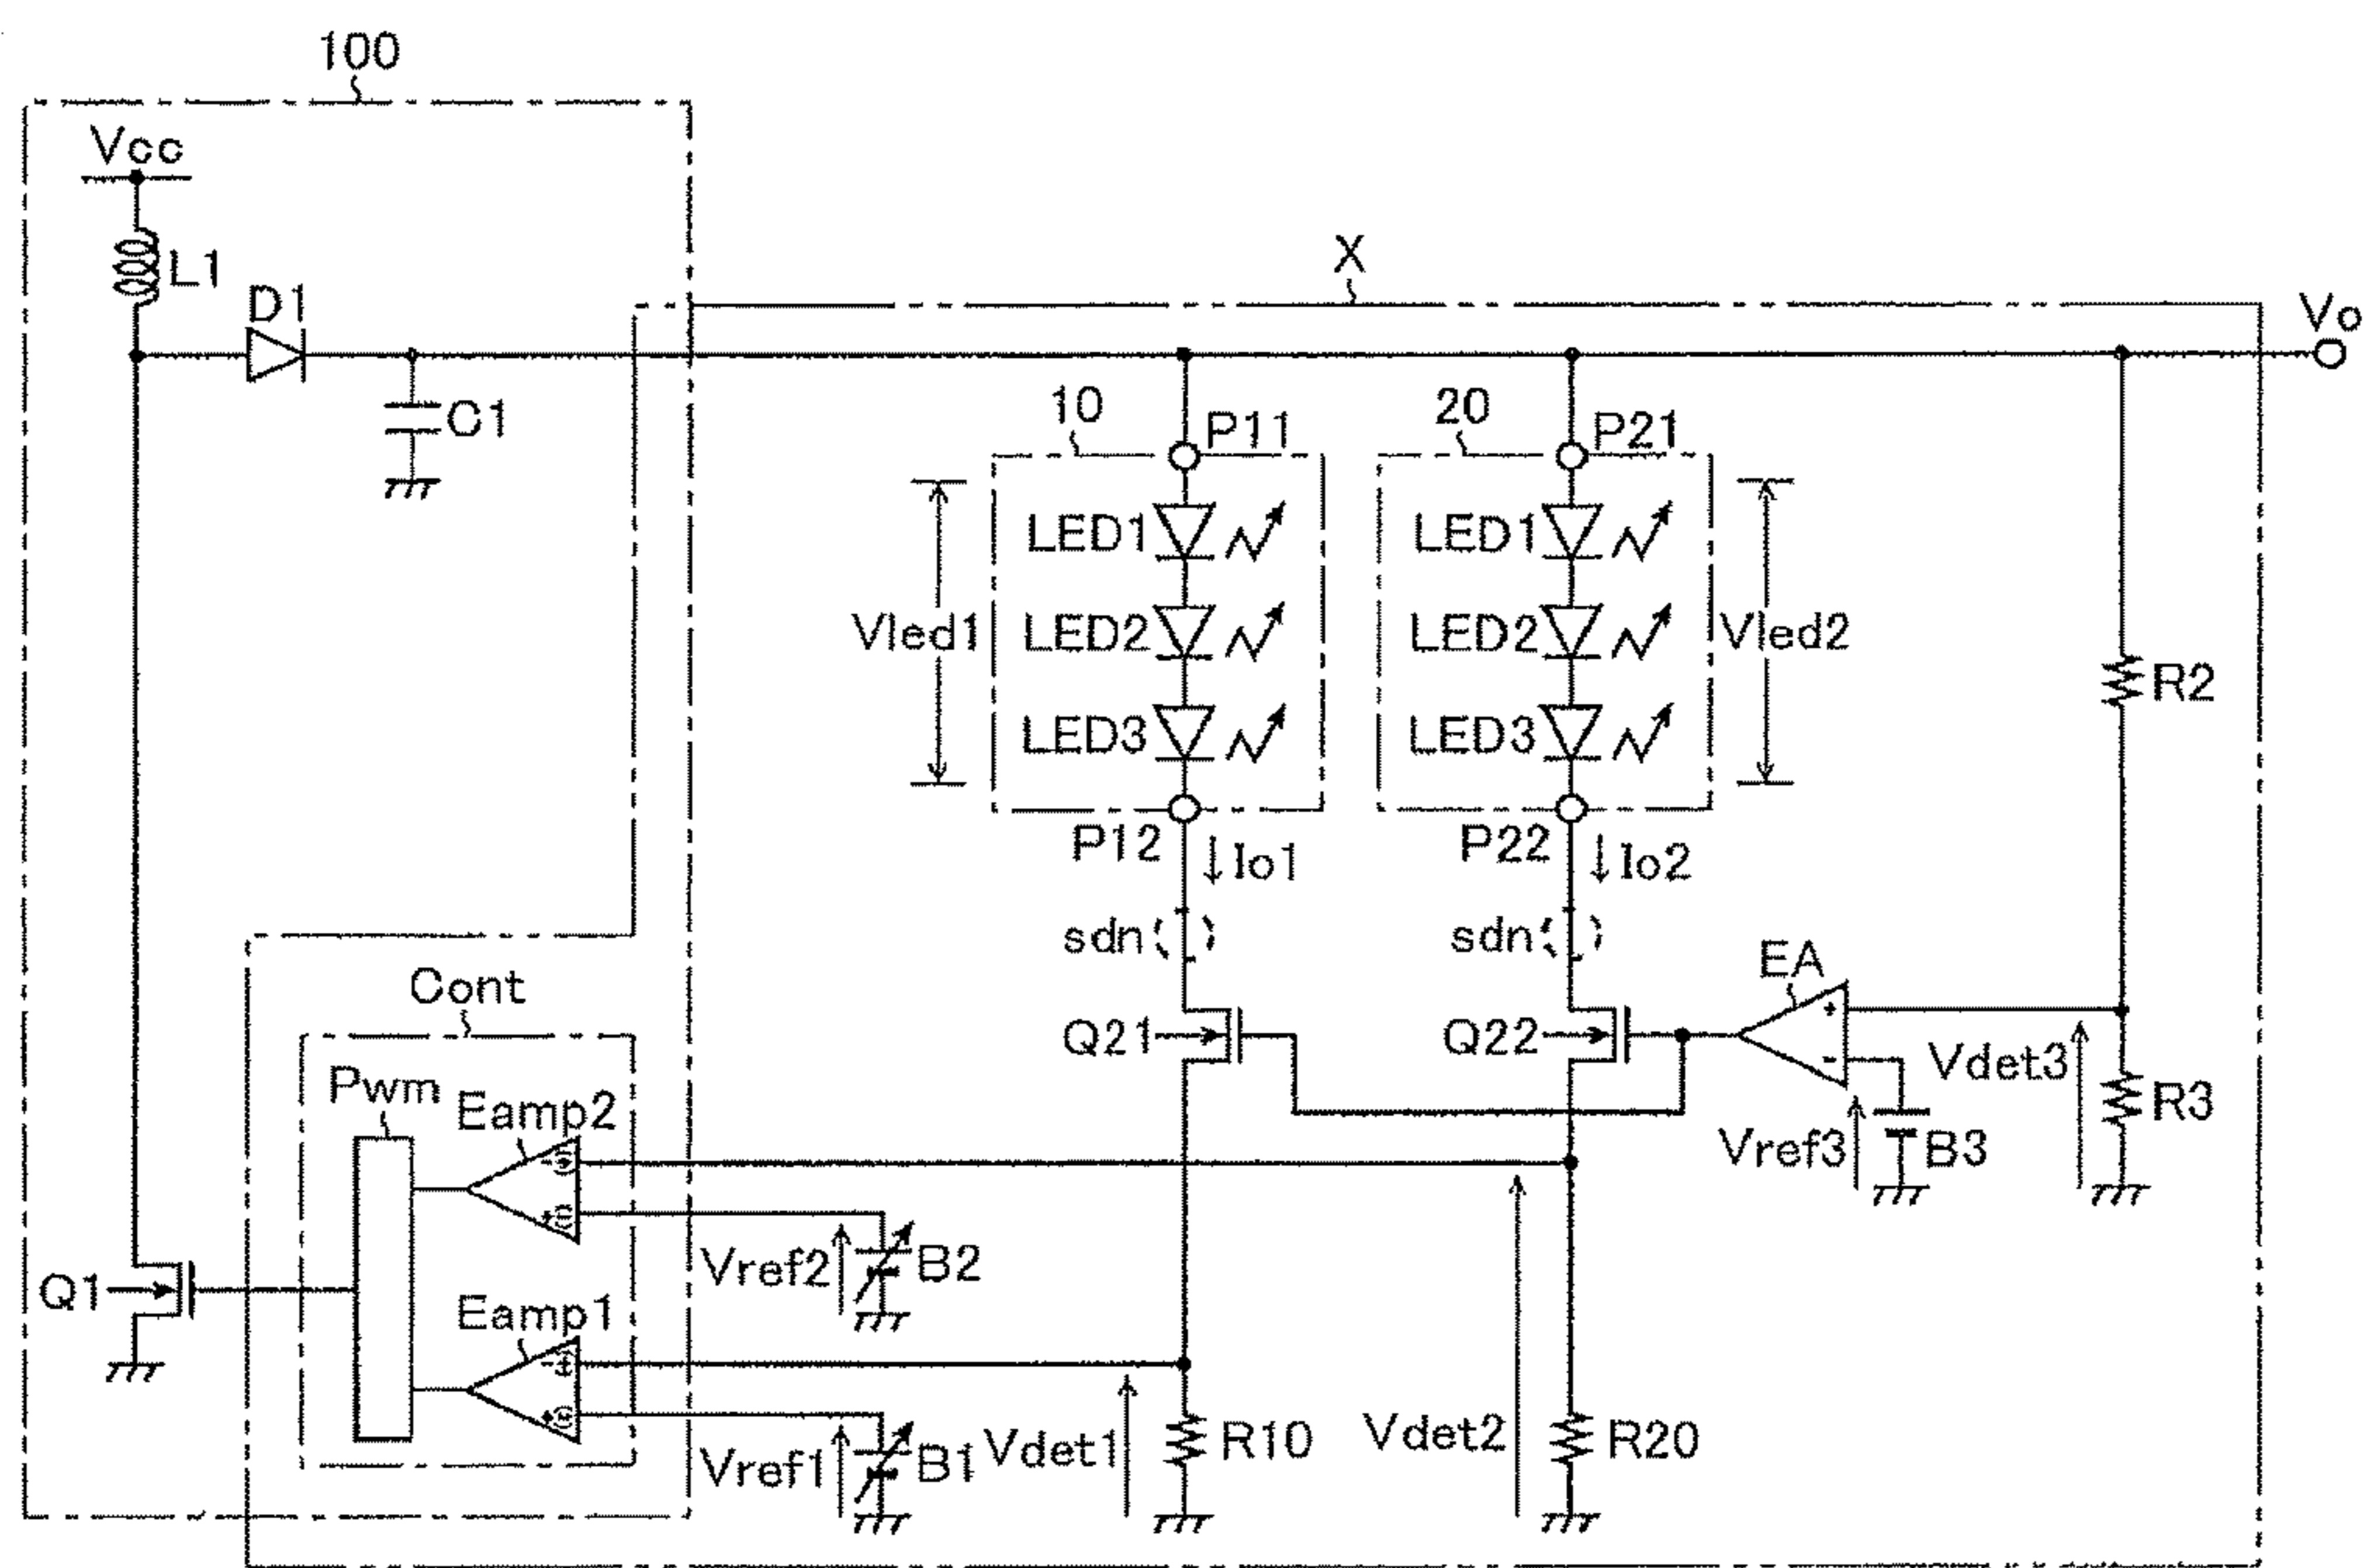 100
Vcc
L1
D1
C1
X
Vo
10
P11
20
P21
LED1
LED1
Vled1
LED2
LED2
Vled2
LED3
LED3
R2
P12
Io1
P22
Io2
sdn
sdn
EA
+
-
Cont
Q21
Q22
Vdet3
R3
Pwm
Eamp2
Vref3
B3
-(+)
+(-)
Vref2
B2
Q1
Eamp1
-(+)
+(-)
Vref1
B1
Vdet1
R10
Vdet2
R20